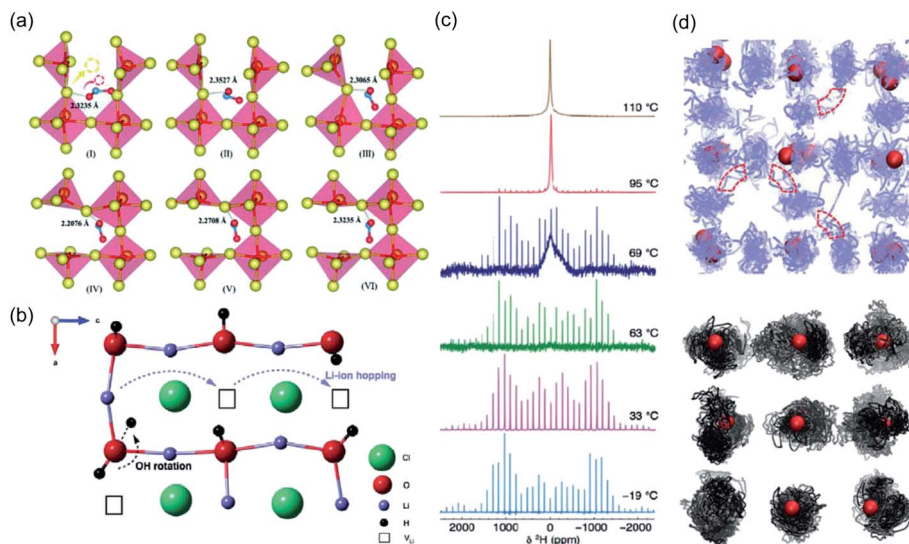 (a)
2.3235 Å
2.3527 Å
2.3065 Å
(I)
(II)
(III)
2.2076 Å
2.2708 Å
2.3235 Å
(IV)
(V)
(VI)
(b)
c
a
Li-ion hopping
OH rotation
Cl
O
Li
H
V_Li
(c)
110 °C
95 °C
69 °C
63 °C
33 °C
−19 °C
2000 1000 0 −1000 −2000
δ ²H (ppm)
(d)